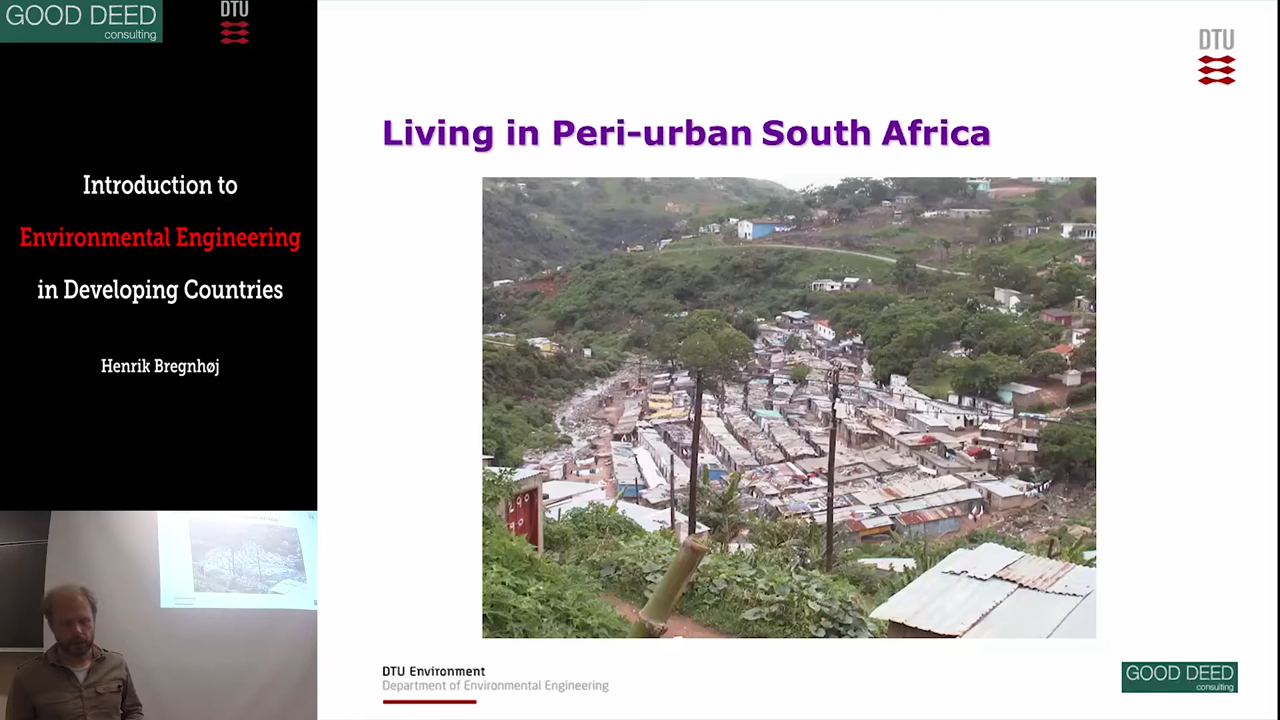 GOOD DEED
consulting
DTU
Introduction to
Environmental Engineering
in Developing Countries
Henrik Bregnhøj
DTU
Living in Peri-urban South Africa
DTU Environment
Department of Environmental Engineering
GOOD DEED
consulting